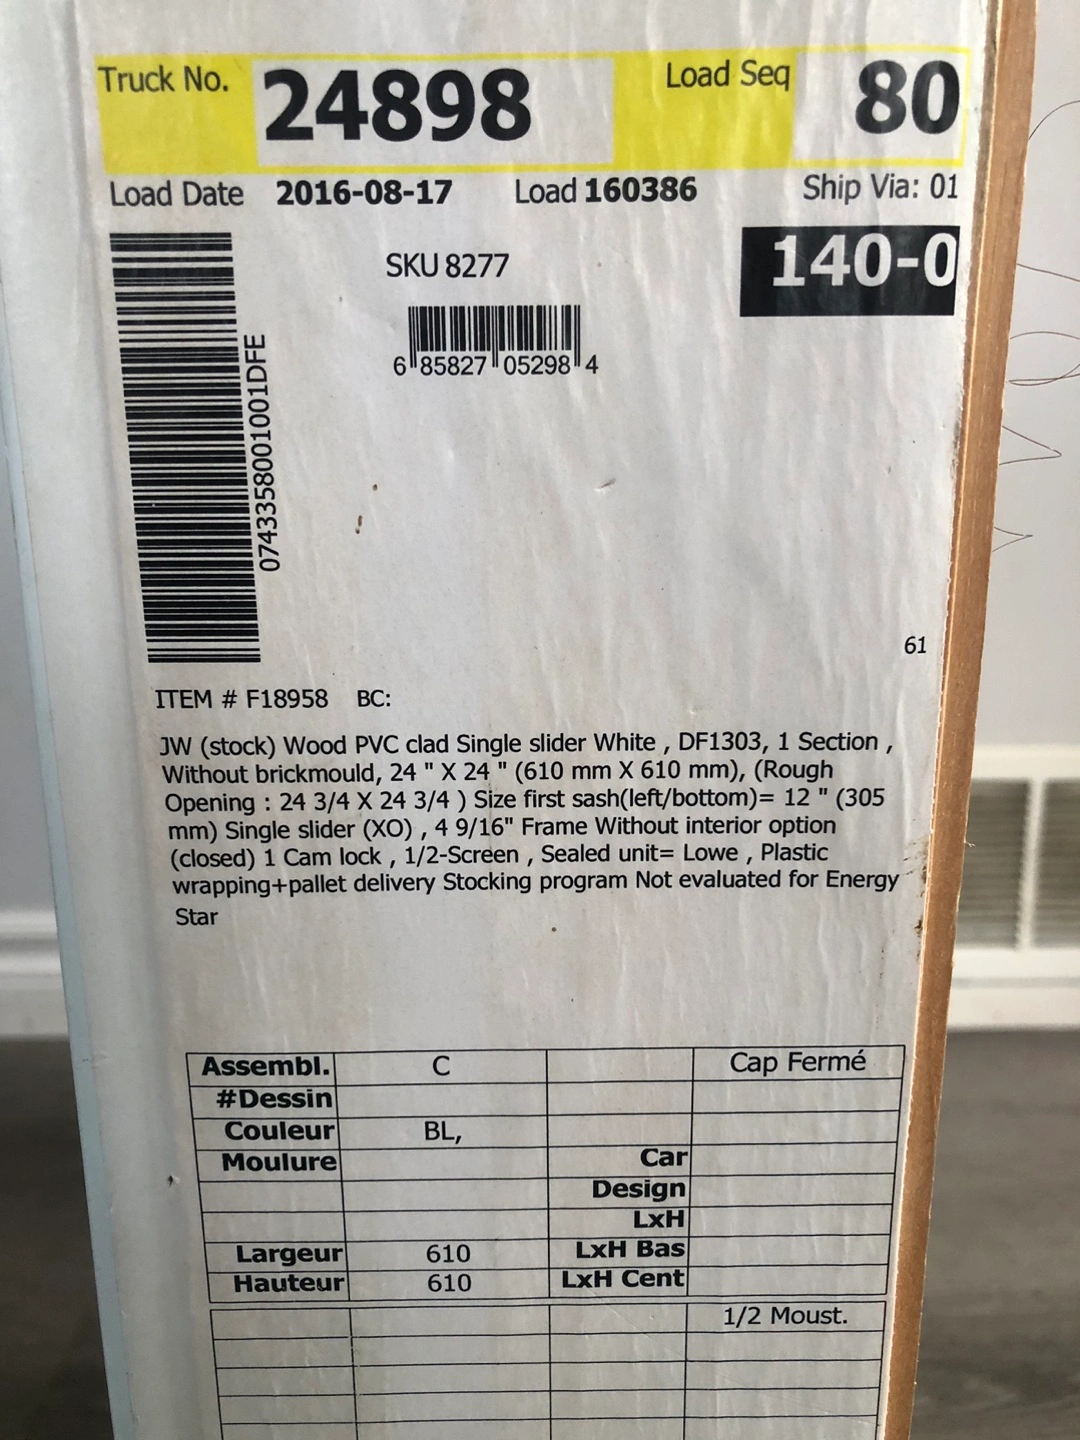 Truck No. 24898 Load Seq 80
Load Date 2016-08-17 Load 160386 Ship Via: 01
SKU 8277
140-0
6 85827 05298 4
0743358001001DFE
61
ITEM # F18958 BC:
JW (stock) Wood PVC clad Single slider White , DF1303, 1 Section ,
Without brickmould, 24 " X 24 " (610 mm X 610 mm), (Rough
Opening : 24 3/4 X 24 3/4 ) Size first sash(left/bottom)= 12 " (305
mm) Single slider (XO) , 4 9/16" Frame Without interior option
(closed) 1 Cam lock , 1/2-Screen , Sealed unit= Lowe , Plastic
wrapping+pallet delivery Stocking program Not evaluated for Energy
Star
Assembl. C Cap Fermé
#Dessin
Couleur BL,
Moulure Car
Design
LxH
Largeur 610 LxH Bas
Hauteur 610 LxH Cent
1/2 Moust.